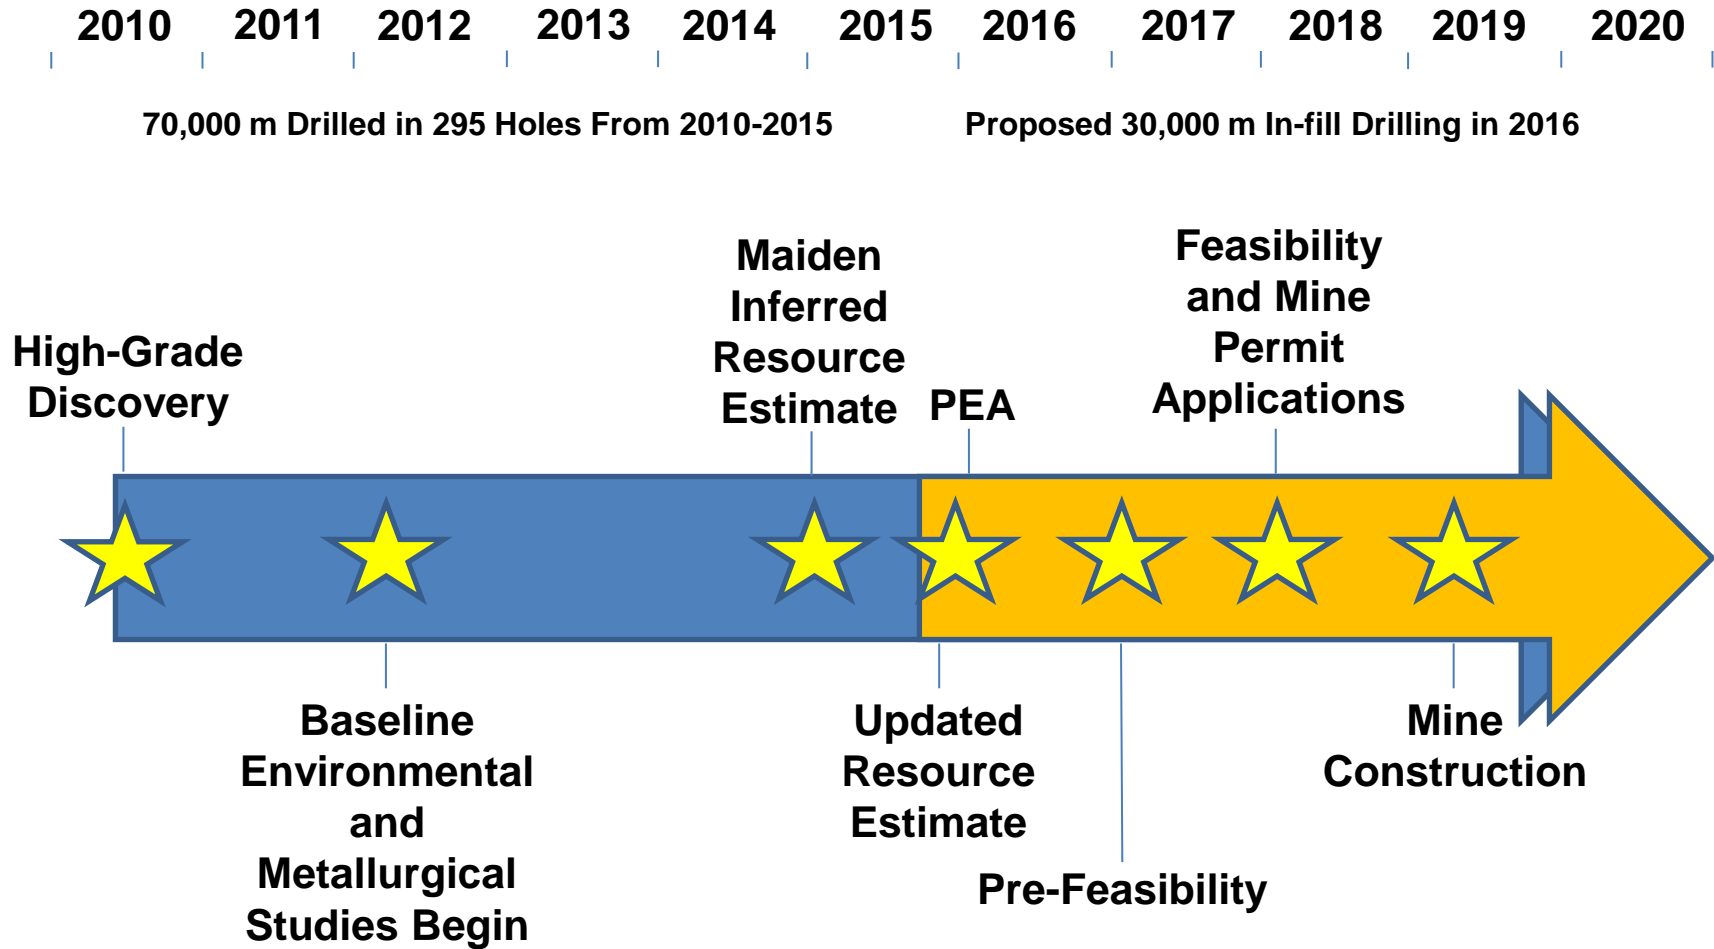 2010 2011 2012 2013 2014 2015 2016 2017 2018 2019 2020
70,000 m Drilled in 295 Holes From 2010-2015
Proposed 30,000 m In-fill Drilling in 2016
High-Grade
Discovery
Maiden
Inferred
Resource
Estimate
PEA
Feasibility
and Mine
Permit
Applications
Baseline
Environmental
and
Metallurgical
Studies Begin
Updated
Resource
Estimate
Pre-Feasibility
Mine
Construction